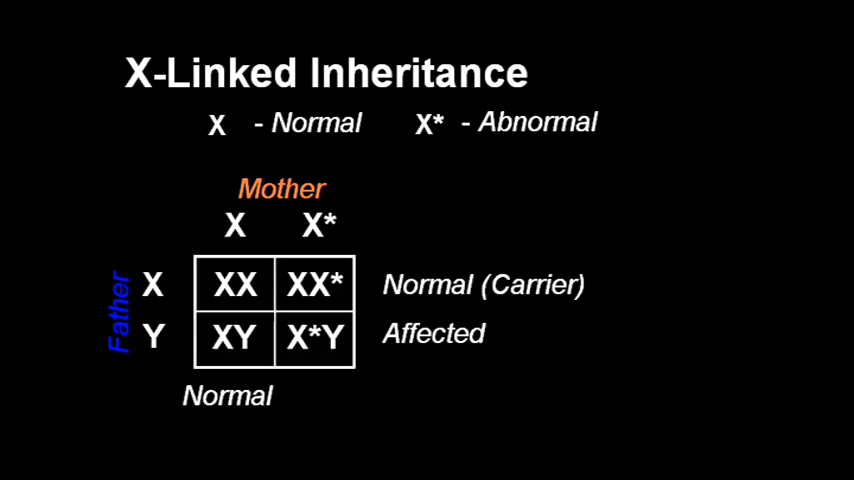 X-Linked Inheritance
X - Normal X* - Abnormal
Mother
X X*
Father
X XX XX* Normal (Carrier)
Y XY X*Y Affected
Normal